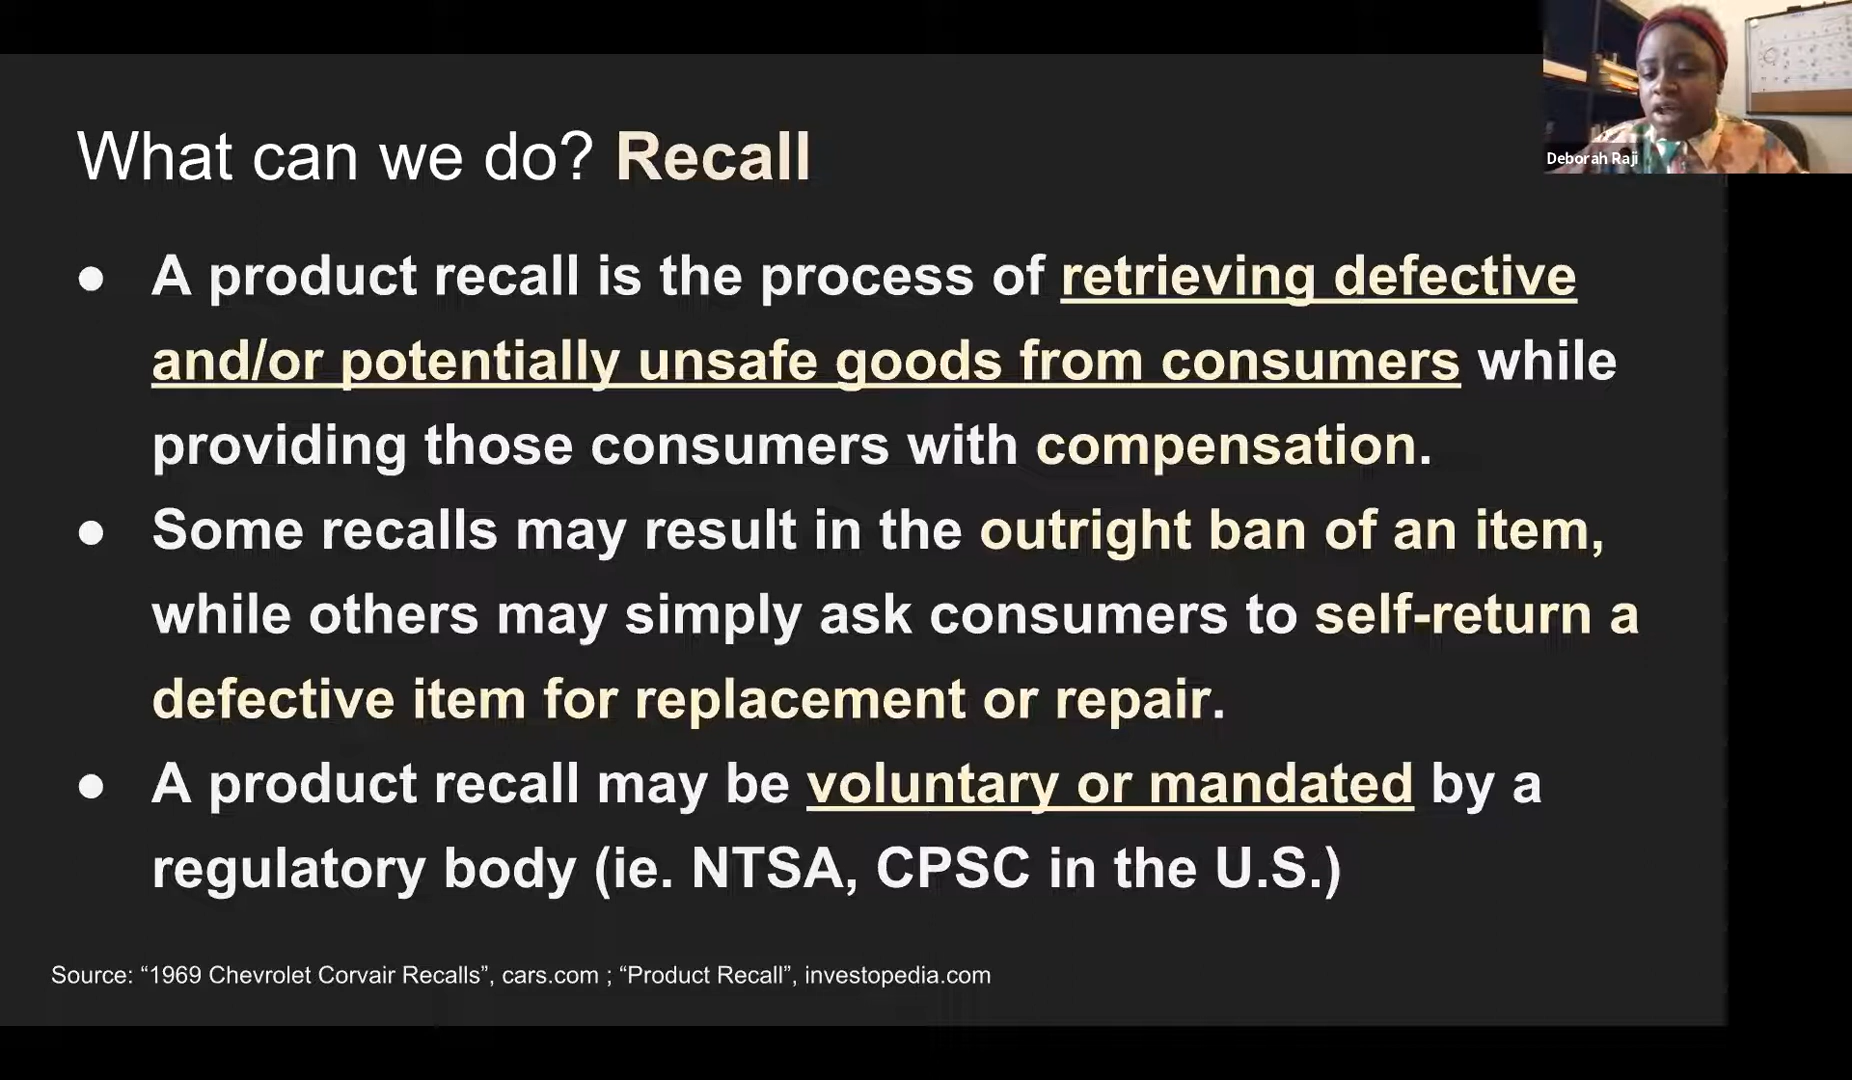 Deborah Raji
What can we do? Recall
● A product recall is the process of retrieving defective
and/or potentially unsafe goods from consumers while
providing those consumers with compensation.
● Some recalls may result in the outright ban of an item,
while others may simply ask consumers to self-return a
defective item for replacement or repair.
● A product recall may be voluntary or mandated by a
regulatory body (ie. NTSA, CPSC in the U.S.)
Source: “1969 Chevrolet Corvair Recalls”, cars.com ; “Product Recall”, investopedia.com